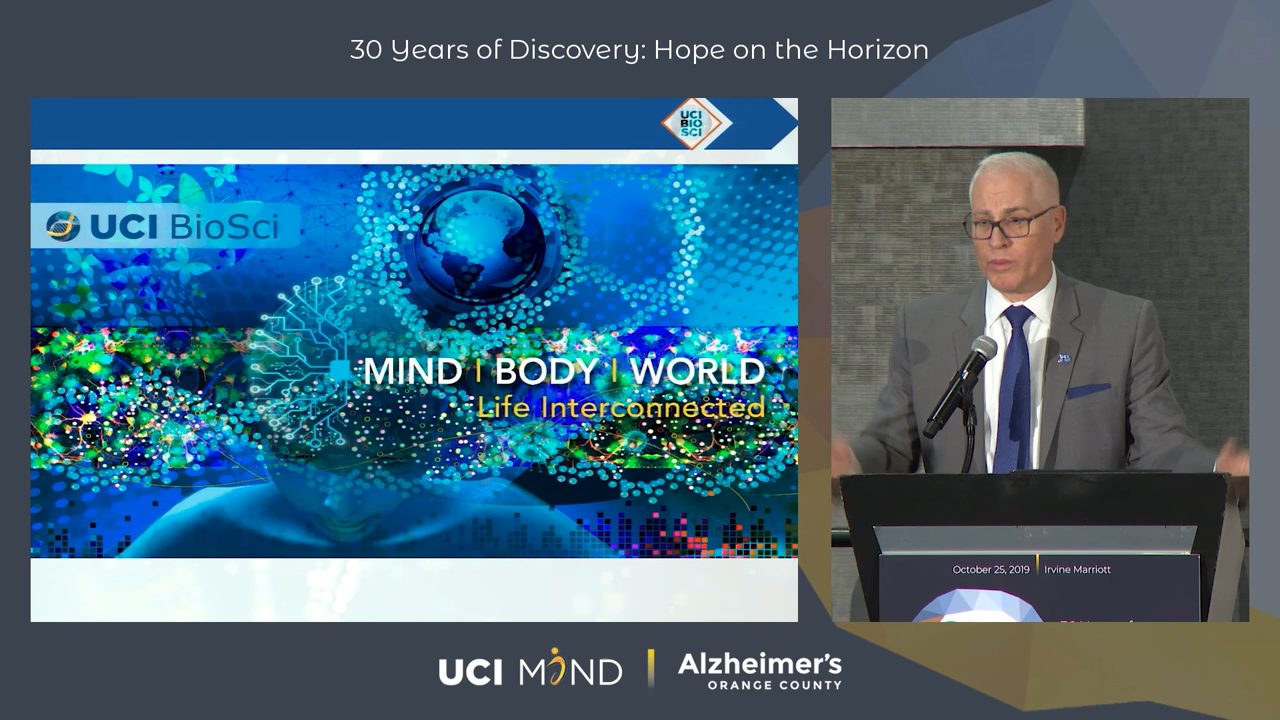 30 Years of Discovery: Hope on the Horizon
UCI
BIO
SCI
UCI BioSci
MIND | BODY | WORLD
Life Interconnected
October 25, 2019 | Irvine Marriott
UCI MIND | Alzheimer's
ORANGE COUNTY